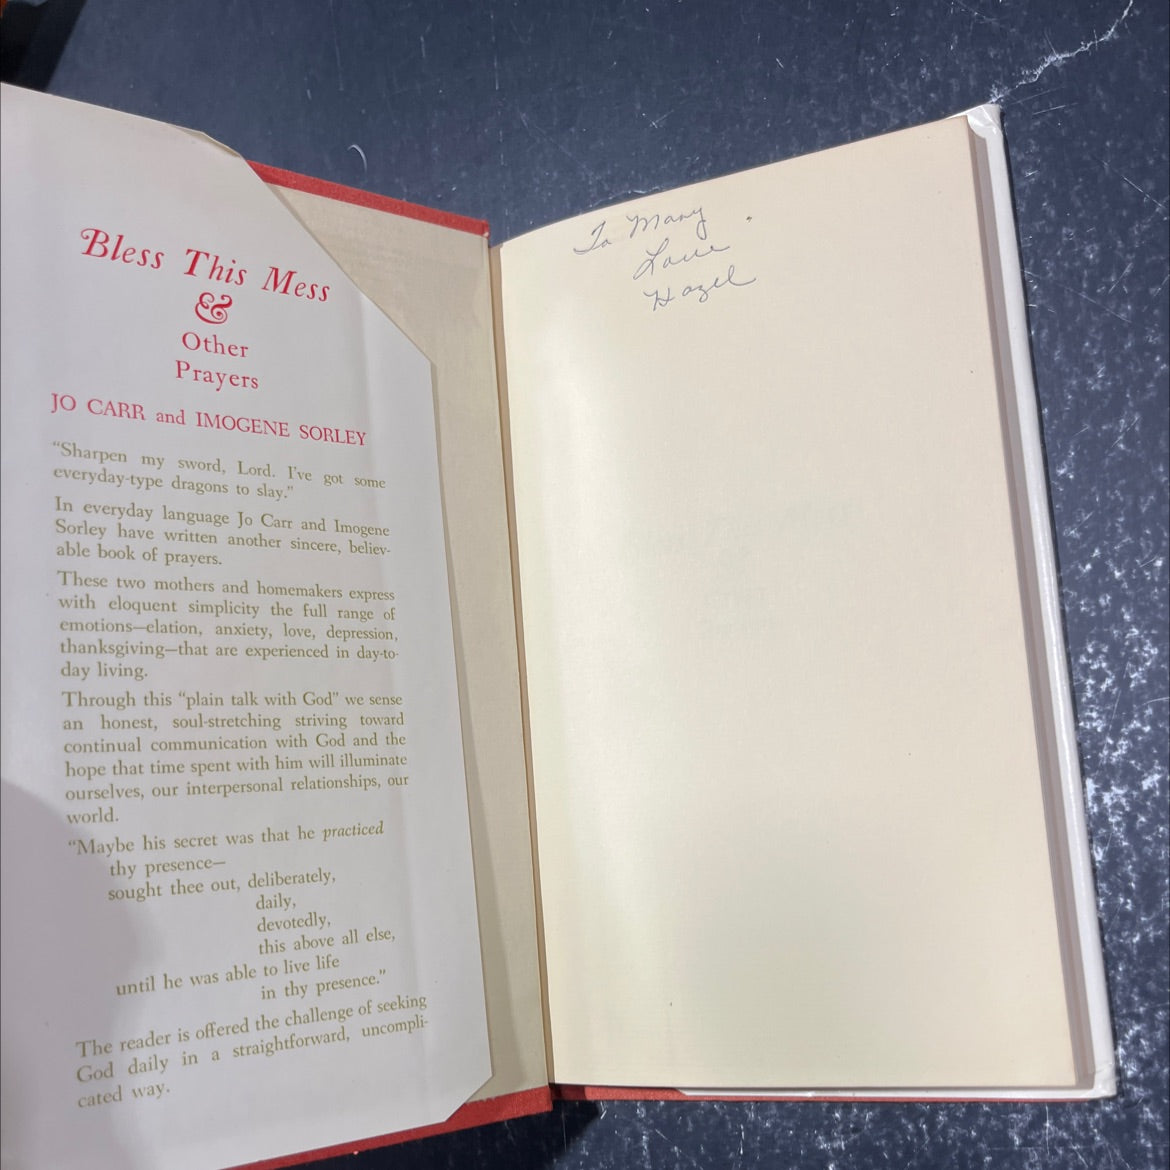 Bless This Mess
&
Other
Prayers
JO CARR and IMOGENE SORLEY
"Sharpen my sword, Lord. I've got some
everyday-type dragons to slay."
In everyday language Jo Carr and Imogene
Sorley have written another sincere, believ-
able book of prayers.
These two mothers and homemakers express
with eloquent simplicity the full range of
emotions—elation, anxiety, love, depression,
thanksgiving—that are experienced in day-to-
day living.
Through this "plain talk with God" we sense
an honest, soul-stretching striving toward
continual communication with God and the
hope that time spent with him will illuminate
ourselves, our interpersonal relationships, our
world.
"Maybe his secret was that he practiced
thy presence—
sought thee out, deliberately,
daily,
devotedly,
this above all else,
until he was able to live life
in thy presence."
The reader is offered the challenge of seeking
God daily in a straightforward, uncompli-
cated way.
To Mary
Love
Hazel